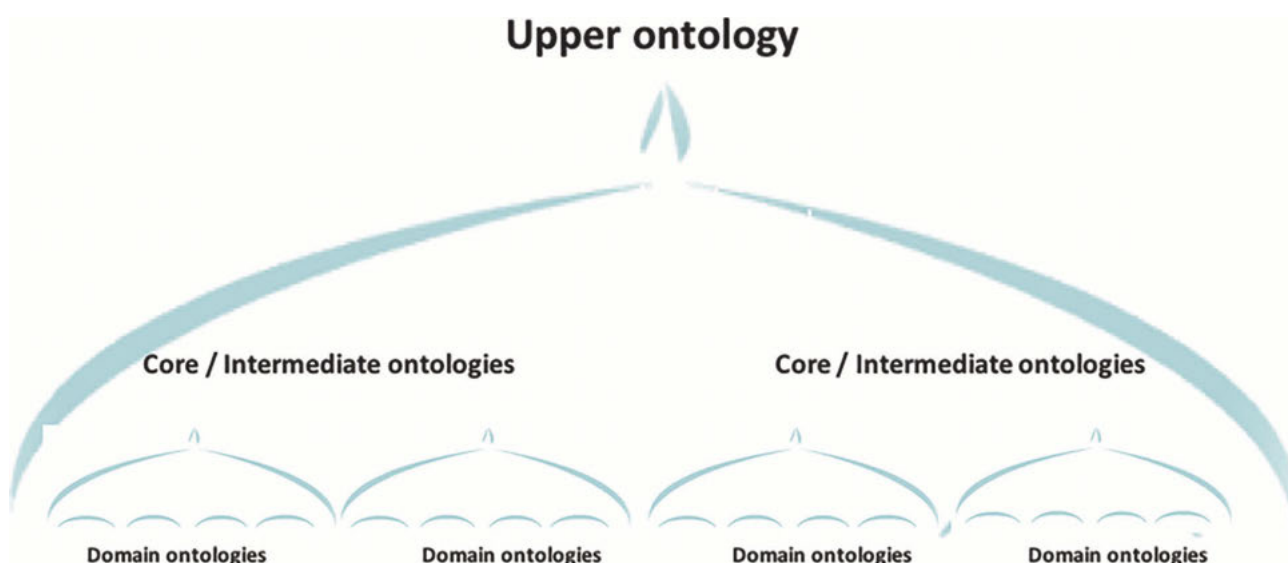 Upper ontology
Core / Intermediate ontologies
Core / Intermediate ontologies
Domain ontologies
Domain ontologies
Domain ontologies
Domain ontologies